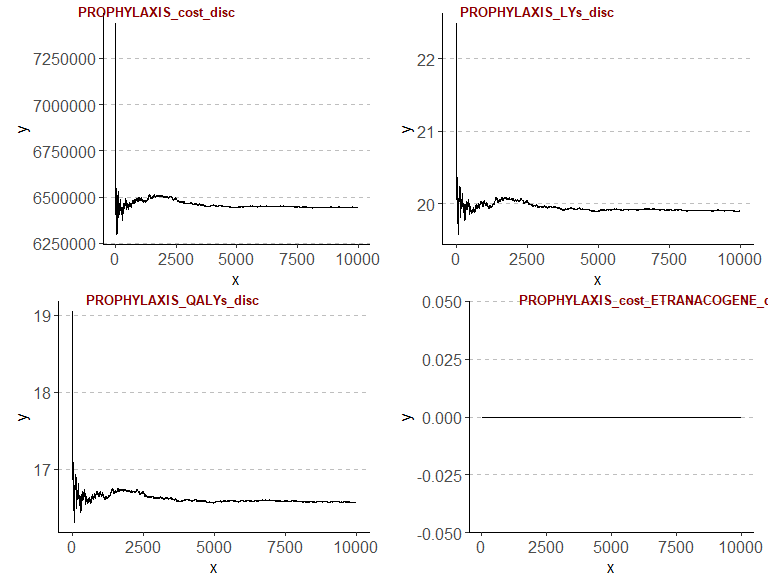 PROPHYLAXIS_cost_disc
7250000
7000000
6750000
6500000
6250000
y
0 2500 5000 7500 10000
x
PROPHYLAXIS_LYs_disc
22
21
20
y
0 2500 5000 7500 10000
x
PROPHYLAXIS_QALYs_disc
19
18
17
y
0 2500 5000 7500 10000
x
PROPHYLAXIS_cost_ETRANACOGENE_d
0.050
0.025
0.000
-0.025
-0.050
y
0 2500 5000 7500 10000
x